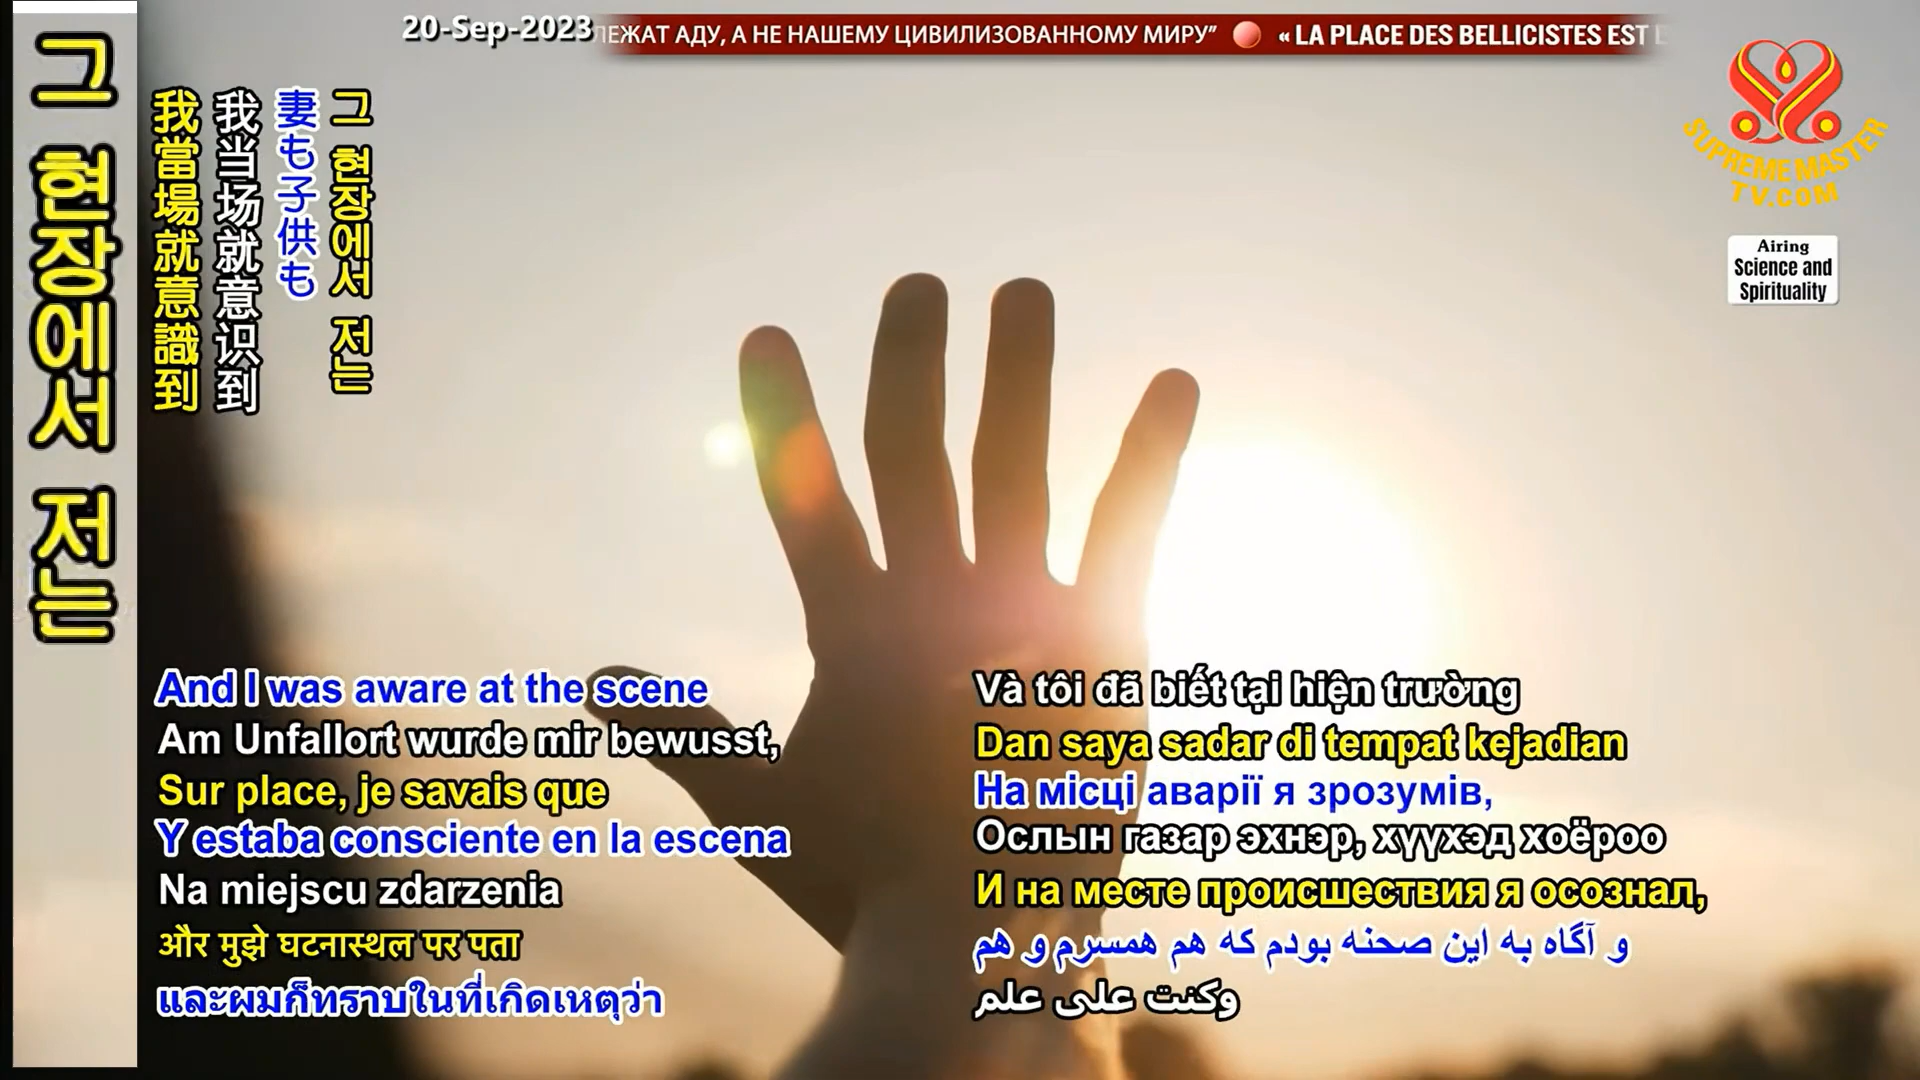 20-Sep-2023
ЛЕЖАТ АДУ, А НЕ НАШЕМУ ЦИВИЛИЗОВАННОМУ МИРУ” « LA PLACE DES BELLICISTES EST
SUPREME MASTER
TV.COM
Airing
Science and
Spirituality
그 현장에서 저는
我當場就意識到
我当场就意识到
妻も子供も
그 현장에서 저는
And I was aware at the scene
Am Unfallort wurde mir bewusst,
Sur place, je savais que
Y estaba consciente en la escena
Na miejscu zdarzenia
और मुझे घटनास्थल पर पता
และผมก็ทราบในที่เกิดเหตุว่า
Và tôi đã biết tại hiện trường
Dan saya sadar di tempat kejadian
На місці аварії я зрозумів,
Ослын газар эхнэр, хүүхэд хоёроо
И на месте происшествия я осознал,
و آگاه به این صحنه بودم که هم همسرم و هم
وكنت على علم